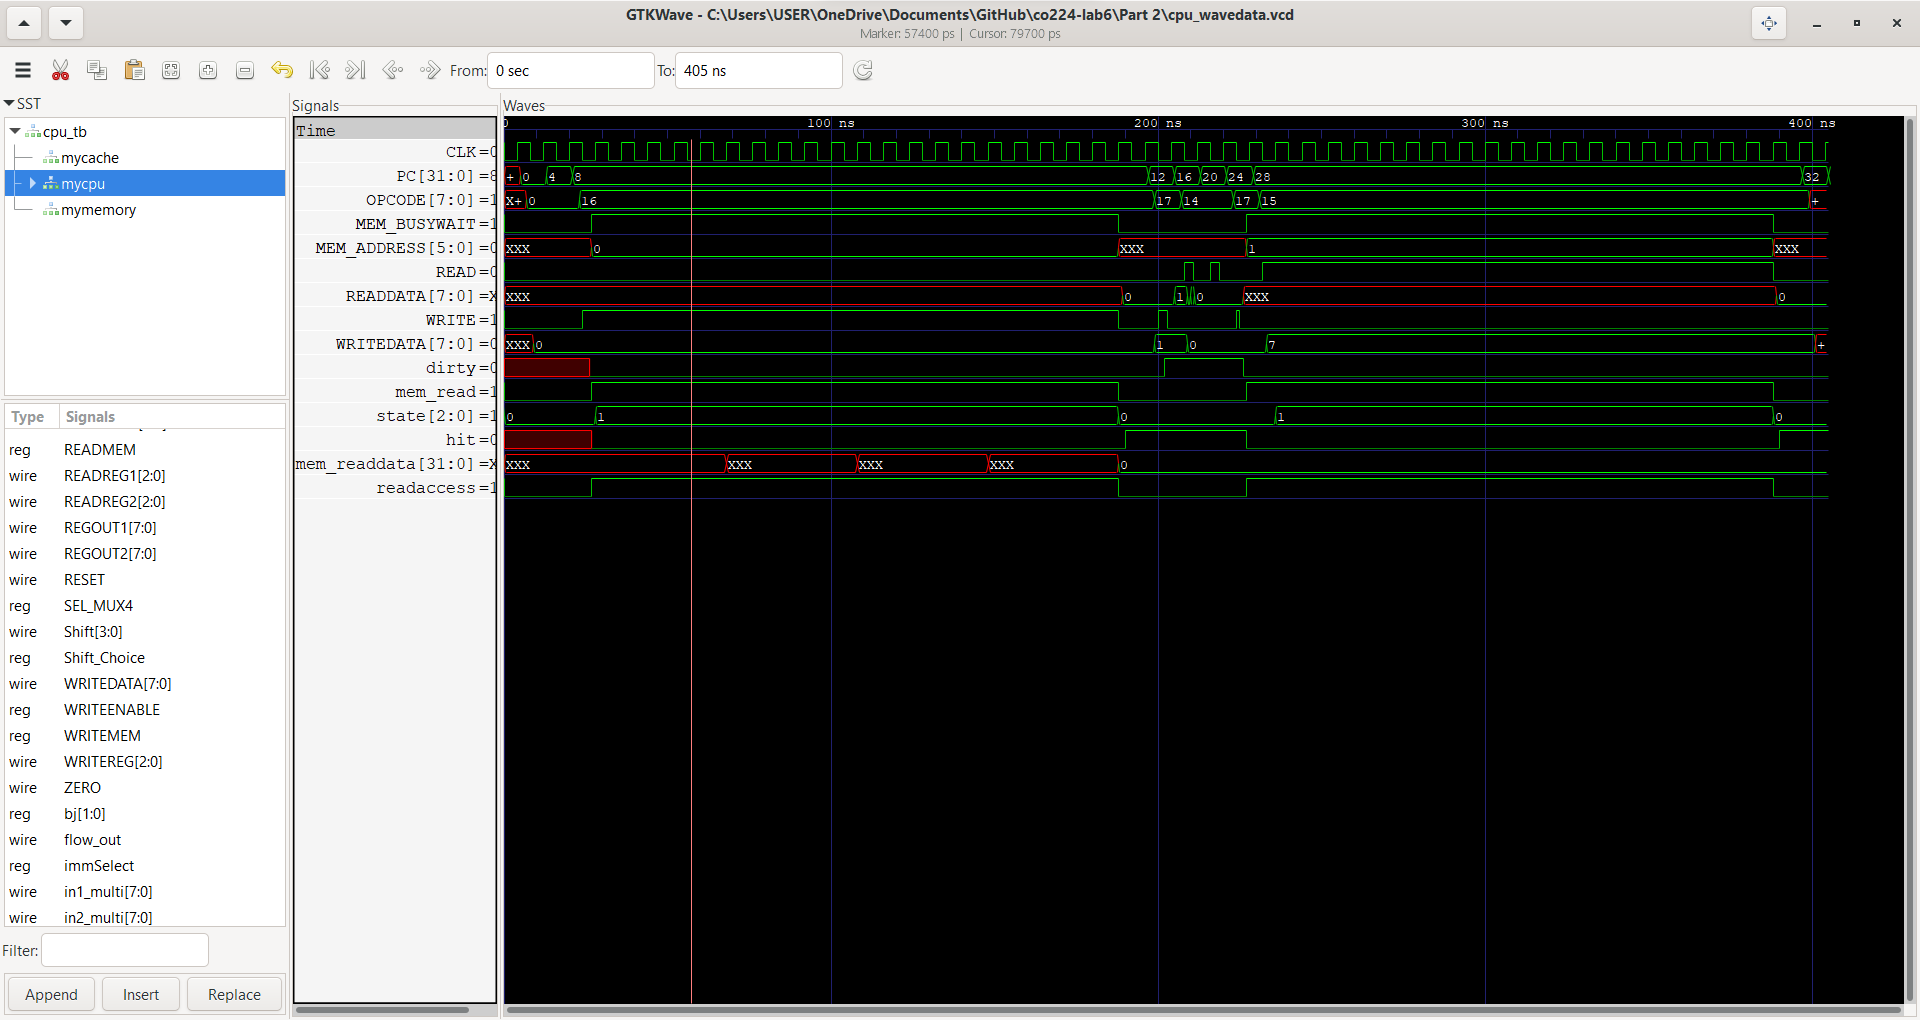 GTKWave - C:\Users\USER\OneDrive\Documents\GitHub\co224-lab6\Part 2\cpu_wavedata.vcd
Marker: 57400 ps | Cursor: 79700 ps
From: 0 sec To: 405 ns
SST
cpu_tb
mycache
mycpu
mymemory
Type Signals
reg READMEM
wire READREG1[2:0]
wire READREG2[2:0]
wire REGOUT1[7:0]
wire REGOUT2[7:0]
wire RESET
reg SEL_MUX4
wire Shift[3:0]
reg Shift_Choice
wire WRITEDATA[7:0]
reg WRITEENABLE
reg WRITEMEM
wire WRITEREG[2:0]
wire ZERO
reg bj[1:0]
wire flow_out
reg immSelect
wire in1_multi[7:0]
wire in2_multi[7:0]
Filter:
Append Insert Replace
Signals
Time
CLK=0
PC[31:0]=8
OPCODE[7:0]=1
MEM_BUSYWAIT=1
MEM_ADDRESS[5:0]=0
READ=0
READDATA[7:0]=X
WRITE=1
WRITEDATA[7:0]=0
dirty=0
mem_read=1
state[2:0]=1
hit=0
mem_readdata[31:0]=X
readaccess=1
Waves
0 100 ns 200 ns 300 ns 400 ns
+ 0 4 8 12 16 20 24 28 32
X+ 0 16 17 14 17 15 +
xxx 0 xxx 1 xxx
xxx 0 1 0 xxx 0
xxx 0 1 0 7 +
0 1 0 1 0
xxx xxx xxx xxx 0